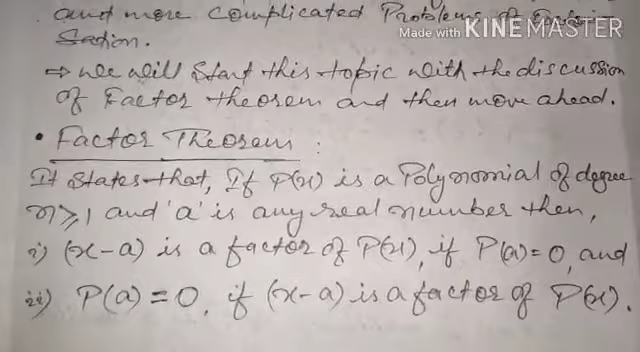 and more complicated Problems of
Made with KINEMASTER
sation.
⇒ we will start this topic with the discussion
of Factor theorem and then move ahead.
• Factor Theorem :
It states that, If P(x) is a Polynomial of degree
n≥1 and 'a' is any real number then,
i) (x-a) is a factor of P(x), if P(a)=0, and
ii) P(a)=0, if (x-a) is a factor of P(x).